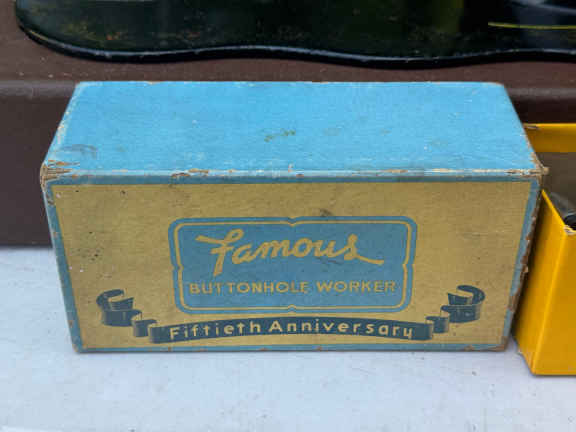 Famous
BUTTONHOLE WORKER
Fiftieth Anniversary